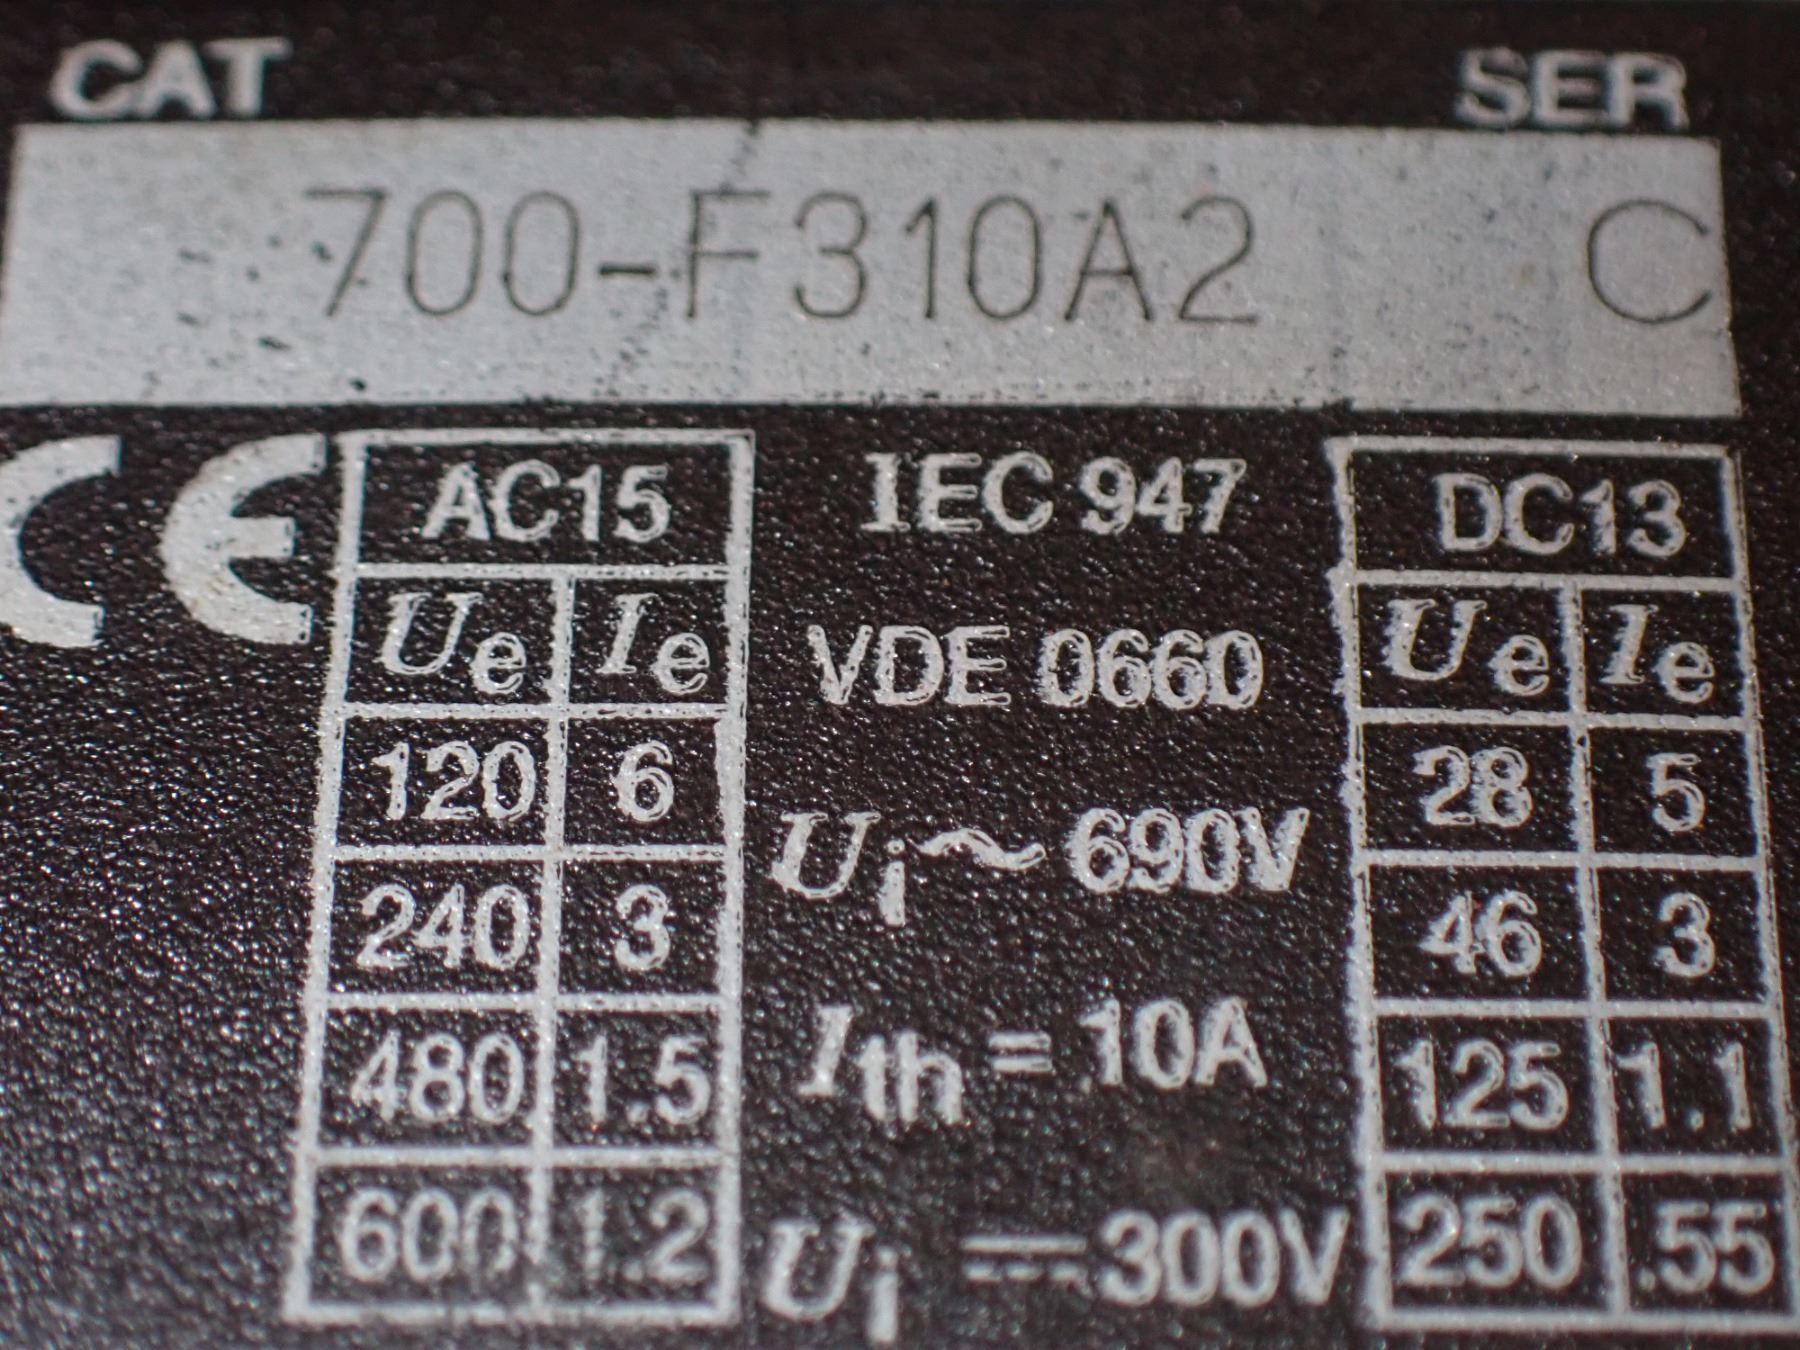 CAT SER
700-F310A2 C
CE
AC15
Ue Ie
120 6
240 3
480 1.5
600 1.2
IEC 947
VDE 0660
Ui ~ 690V
Ith = 10A
Ui ⎓ 300V
DC13
Ue Ie
28 5
46 3
125 1.1
250 .55